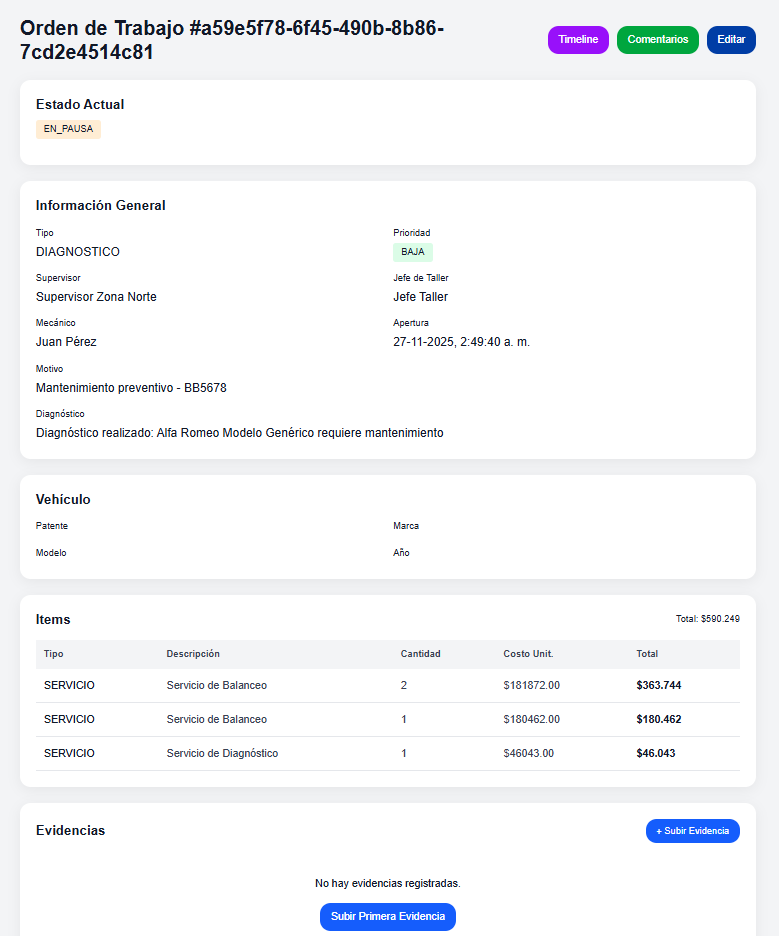 Orden de Trabajo #a59e5f78-6f45-490b-8b86-
7cd2e4514c81
Timeline Comentarios Editar
Estado Actual
EN_PAUSA
Información General
Tipo Prioridad
DIAGNOSTICO BAJA
Supervisor Jefe de Taller
Supervisor Zona Norte Jefe Taller
Mecánico Apertura
Juan Pérez 27-11-2025, 2:49:40 a. m.
Motivo
Mantenimiento preventivo - BB5678
Diagnóstico
Diagnóstico realizado: Alfa Romeo Modelo Genérico requiere mantenimiento
Vehículo
Patente Marca
Modelo Año
Items Total: $590.249
Tipo Descripción Cantidad Costo Unit. Total
SERVICIO Servicio de Balanceo 2 $181872.00 $363.744
SERVICIO Servicio de Balanceo 1 $180462.00 $180.462
SERVICIO Servicio de Diagnóstico 1 $46043.00 $46.043
Evidencias + Subir Evidencia
No hay evidencias registradas.
Subir Primera Evidencia